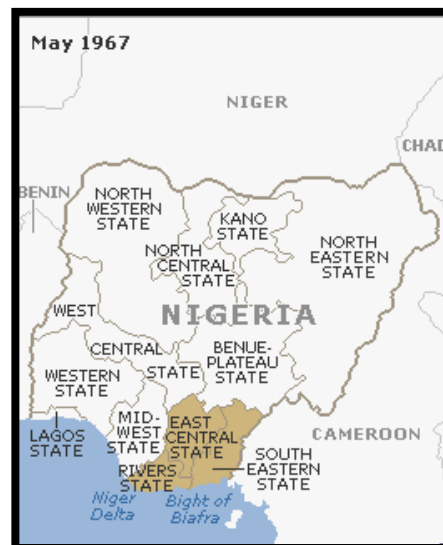 May 1967
NIGER
CHAD
BENIN
NORTH
WESTERN
STATE
KANO
STATE
NORTH
CENTRAL
STATE
NORTH
EASTERN
STATE
NIGERIA
WEST
CENTRAL
STATE
BENUE-
PLATEAU
STATE
WESTERN
STATE
MID-
WEST
STATE
EAST
CENTRAL
STATE
LAGOS
STATE
CAMEROON
SOUTH
EASTERN
STATE
RIVERS
STATE
Niger
Delta
Bight of
Biafra